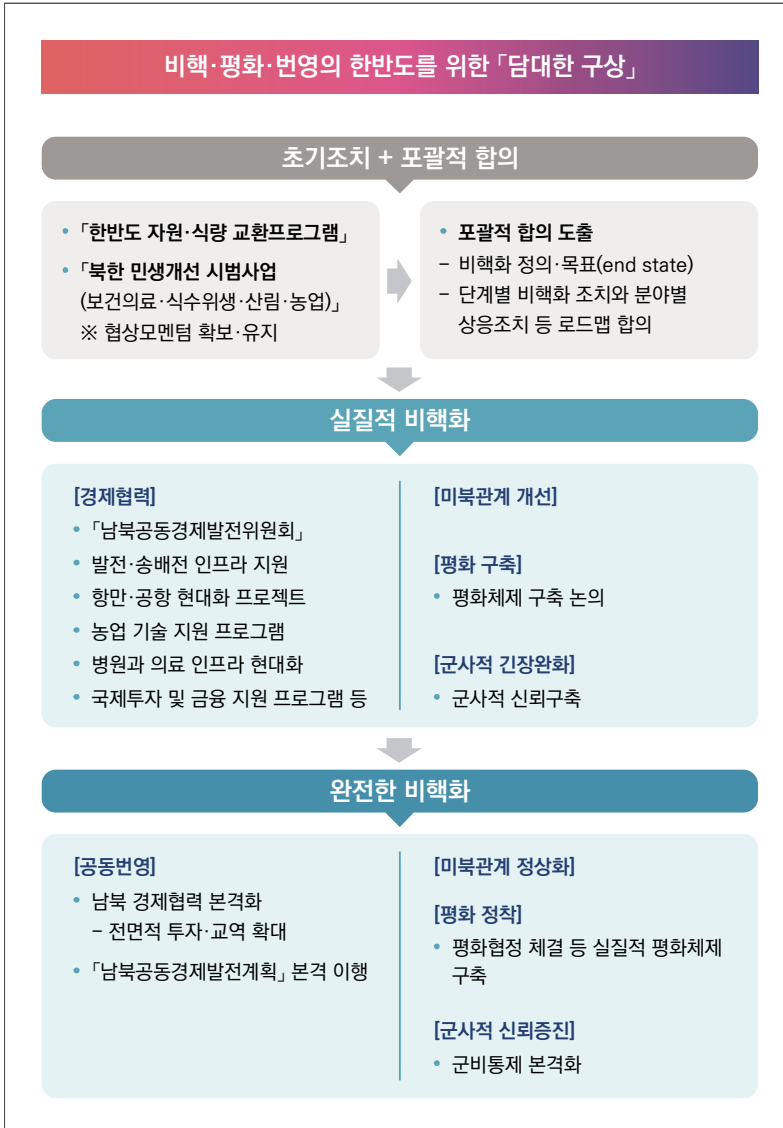 비핵·평화·번영의 한반도를 위한 「담대한 구상」
초기조치 + 포괄적 합의
• 「한반도 자원·식량 교환프로그램」
• 「북한 민생개선 시범사업
(보건의료·식수위생·산림·농업)」
※ 협상모멘텀 확보·유지
• 포괄적 합의 도출
– 비핵화 정의·목표(end state)
– 단계별 비핵화 조치와 분야별
상응조치 등 로드맵 합의
실질적 비핵화
[경제협력]
• 「남북공동경제발전위원회」
• 발전·송배전 인프라 지원
• 항만·공항 현대화 프로젝트
• 농업 기술 지원 프로그램
• 병원과 의료 인프라 현대화
• 국제투자 및 금융 지원 프로그램 등
[미북관계 개선]
[평화 구축]
• 평화체제 구축 논의
[군사적 긴장완화]
• 군사적 신뢰구축
완전한 비핵화
[공동번영]
• 남북 경제협력 본격화
– 전면적 투자·교역 확대
• 「남북공동경제발전계획」 본격 이행
[미북관계 정상화]
[평화 정착]
• 평화협정 체결 등 실질적 평화체제
구축
[군사적 신뢰증진]
• 군비통제 본격화